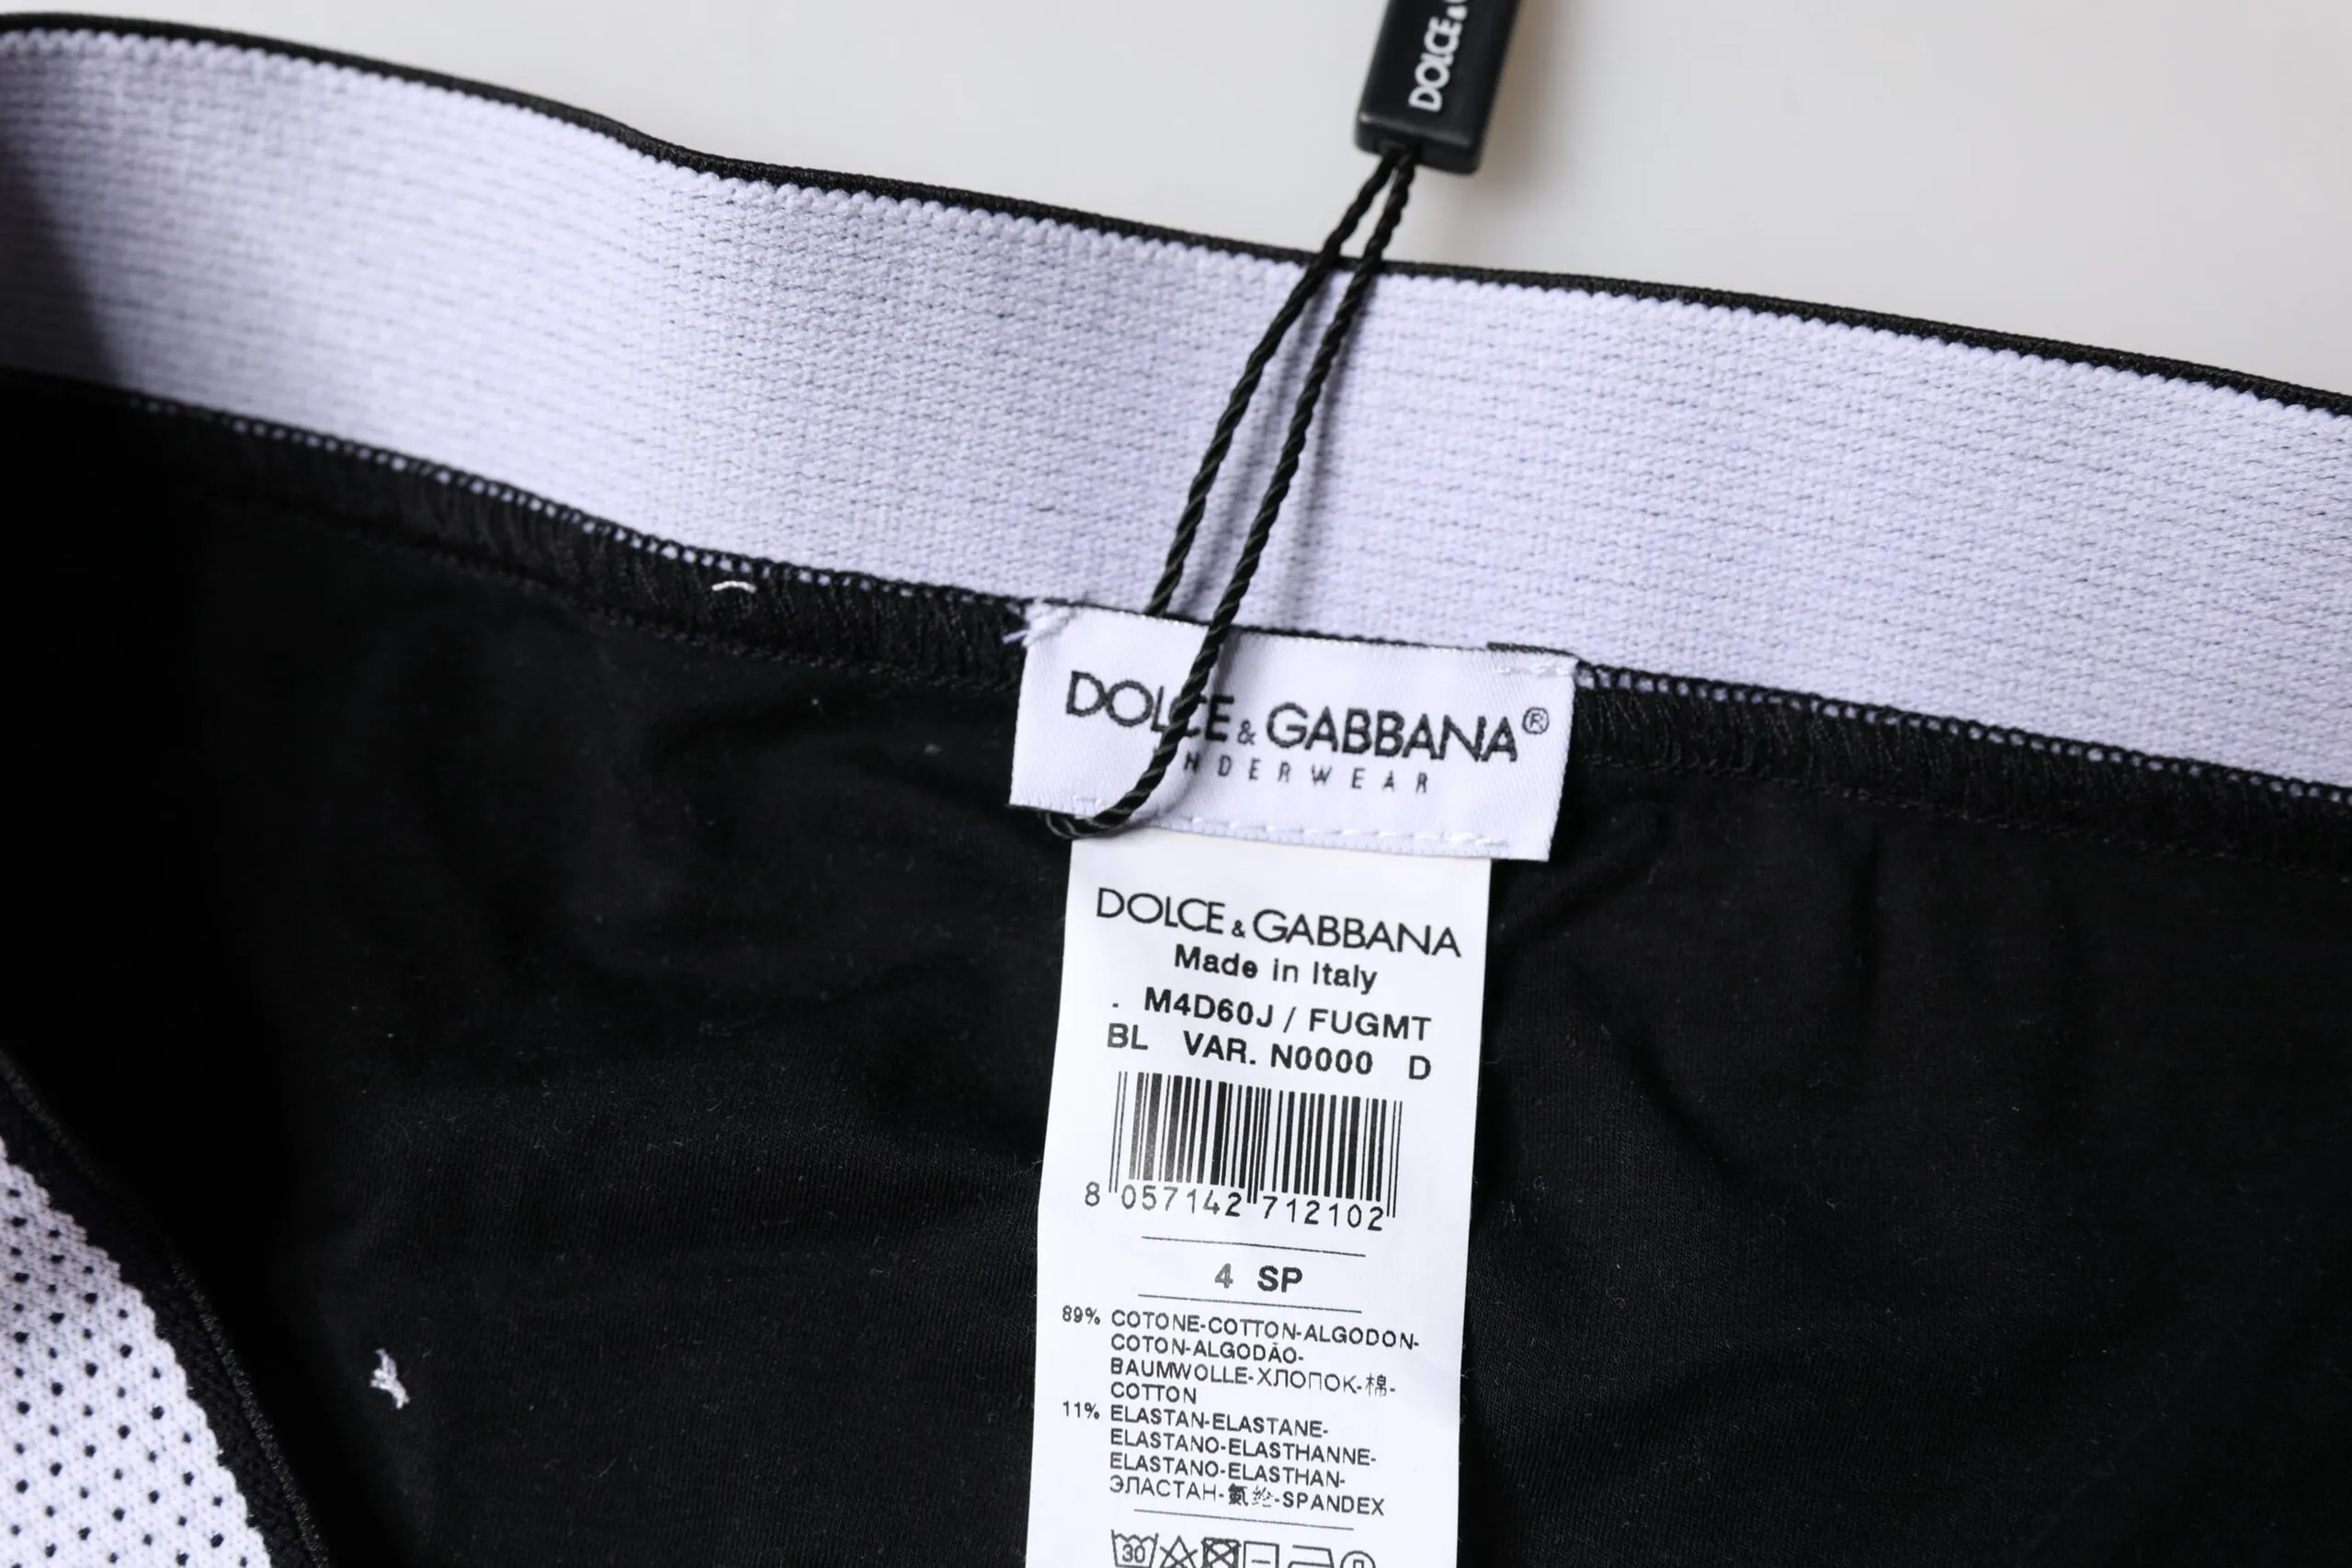 DOLCE &
DOLCE & GABBANA®
UNDERWEAR
DOLCE & GABBANA
Made in Italy
. M4D60J / FUGMT
BL VAR. N0000 D
8 057142 712102
4 SP
89% COTONE-COTTON-ALGODON-
COTON-ALGODÃO-
BAUMWOLLE-ХЛОПОК-棉-
COTTON
11% ELASTAN-ELASTANE-
ELASTANO-ELASTHANNE-
ELASTANO-ELASTHAN-
ЭЛАСТАН-氨纶-SPANDEX
30